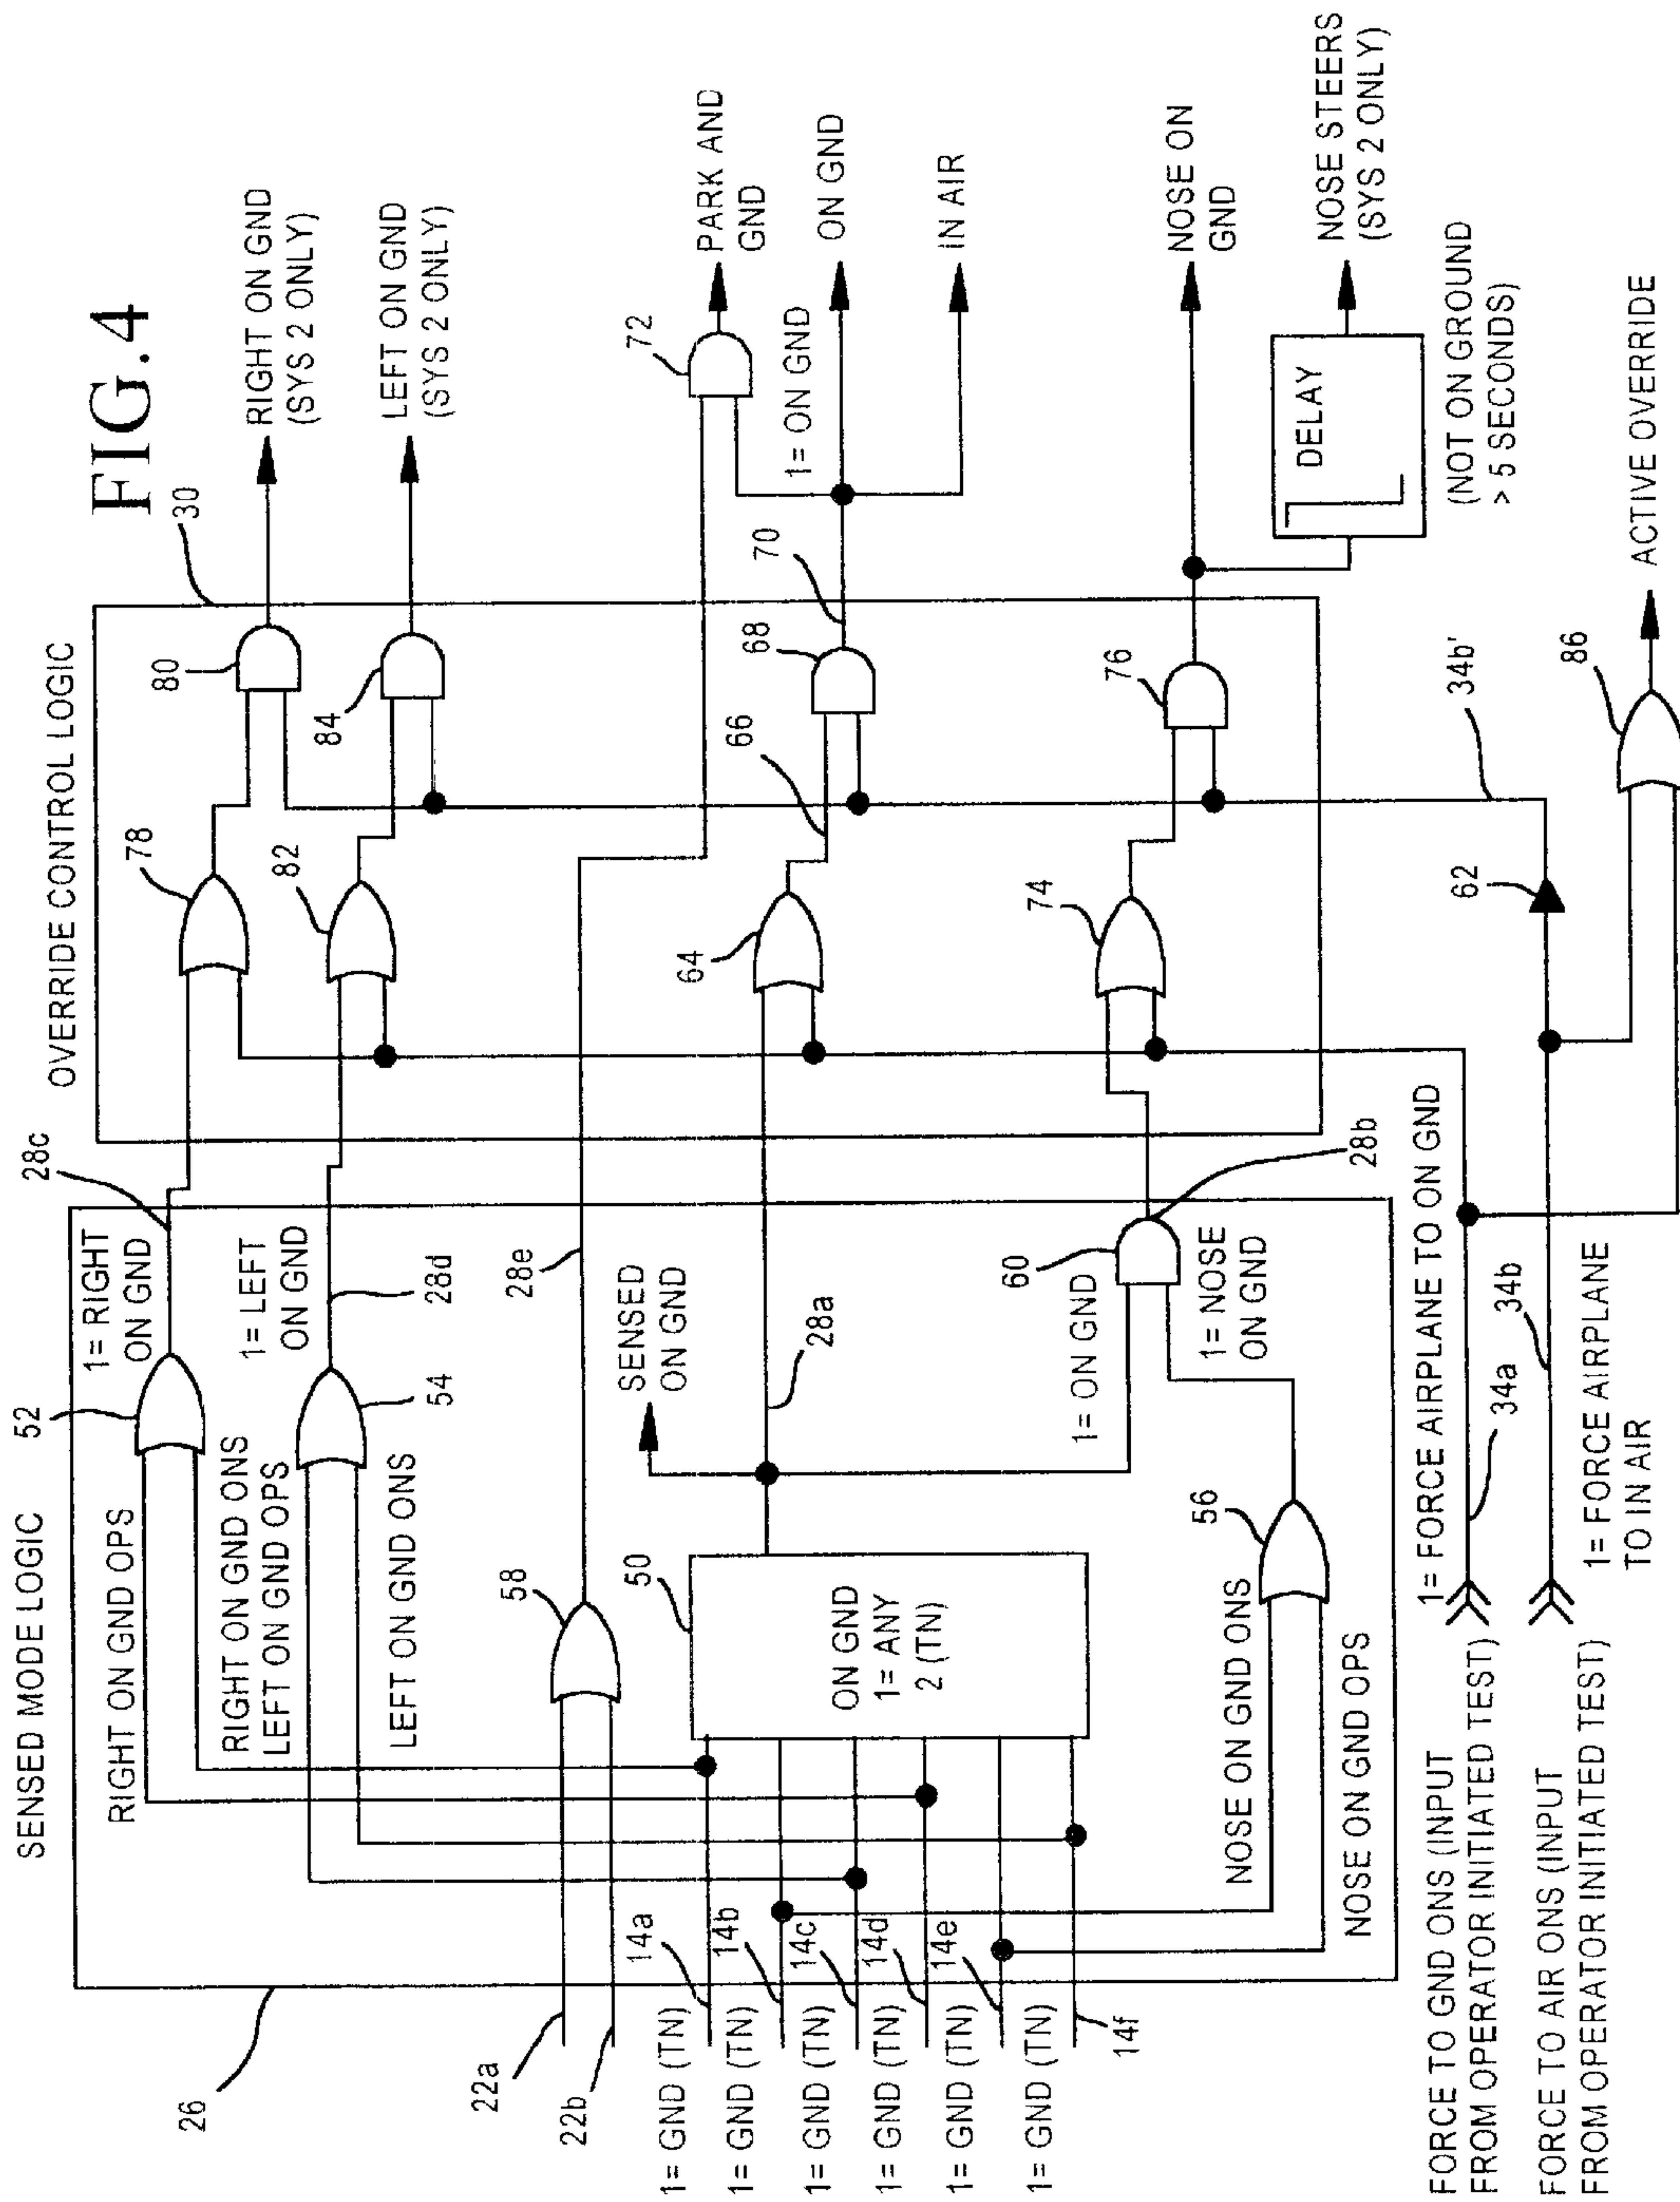 FIG.4
SENSED MODE LOGIC
OVERRIDE CONTROL LOGIC
26
30
52
1= RIGHT
ON GND
28c
78
80
RIGHT ON GND
(SYS 2 ONLY)
RIGHT ON GND OPS
RIGHT ON GND ONS
LEFT ON GND OPS
LEFT ON GND ONS
54
1= LEFT
ON GND
28d
82
84
LEFT ON GND
(SYS 2 ONLY)
22a
22b
58
28e
72
PARK AND
GND
SENSED
ON GND
50
ON GND
1= ANY
2 (TN)
28a
64
66
68
70
1= ON GND
ON GND
IN AIR
1= GND (TN)
14a
1= GND (TN)
14b
1= GND (TN)
14c
1= GND (TN)
14d
1= GND (TN)
14e
1= GND (TN)
14f
1= ON GND
60
1= NOSE
ON GND
28b
74
76
NOSE ON
GND
56
NOSE ON GND ONS
NOSE ON GND OPS
DELAY
(NOT ON GROUND
> 5 SECONDS)
NOSE STEERS
(SYS 2 ONLY)
FORCE TO GND ONS (INPUT
FROM OPERATOR INITIATED TEST)
1= FORCE AIRPLANE TO ON GND
34a
FORCE TO AIR ONS (INPUT
FROM OPERATOR INITIATED TEST)
34b
1= FORCE AIRPLANE
TO IN AIR
62
34b'
86
ACTIVE OVERRIDE